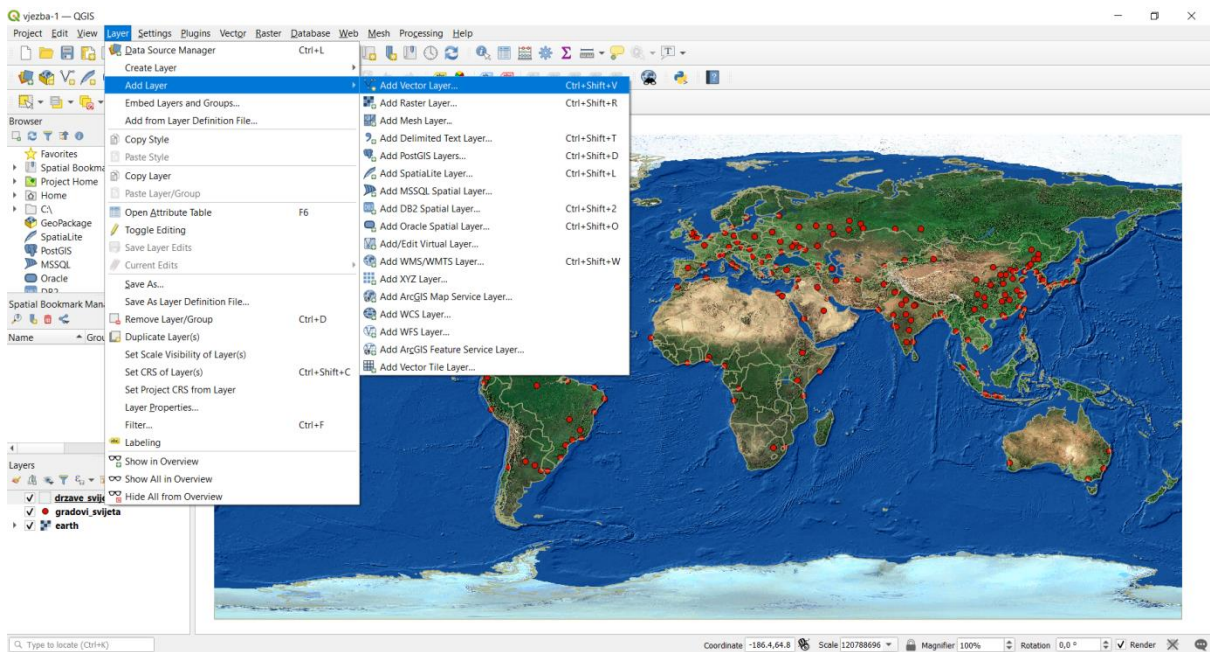 vjezba-1 — QGIS
Project Edit View Layer Settings Plugins Vector Raster Database Web Mesh Processing Help
Data Source Manager Ctrl+L
Create Layer
Add Layer
Embed Layers and Groups...
Add from Layer Definition File...
Copy Style
Paste Style
Copy Layer
Paste Layer/Group
Open Attribute Table F6
Toggle Editing
Save Layer Edits
Current Edits
Save As...
Save As Layer Definition File...
Remove Layer/Group Ctrl+D
Duplicate Layer(s)
Set Scale Visibility of Layer(s)
Set CRS of Layer(s) Ctrl+Shift+C
Set Project CRS from Layer
Layer Properties...
Filter... Ctrl+F
Labeling
Show in Overview
Show All in Overview
Hide All from Overview
Add Vector Layer... Ctrl+Shift+V
Add Raster Layer... Ctrl+Shift+R
Add Mesh Layer...
Add Delimited Text Layer... Ctrl+Shift+T
Add PostGIS Layers... Ctrl+Shift+D
Add SpatiaLite Layer... Ctrl+Shift+L
Add MSSQL Spatial Layer...
Add DB2 Spatial Layer... Ctrl+Shift+2
Add Oracle Spatial Layer... Ctrl+Shift+O
Add/Edit Virtual Layer...
Add WMS/WMTS Layer... Ctrl+Shift+W
Add XYZ Layer...
Add ArcGIS Map Service Layer...
Add WCS Layer...
Add WFS Layer...
Add ArcGIS Feature Service Layer...
Add Vector Tile Layer...
Browser
Favorites
Spatial Bookma
Project Home
Home
C:\
GeoPackage
SpatiaLite
PostGIS
MSSQL
Oracle
DB2
Spatial Bookmark Man
Name Grou
Layers
drzave_svije
gradovi_svijeta
earth
Type to locate (Ctrl+K)
Coordinate -186.4,64.8 Scale 120788696 Magnifier 100% Rotation 0,0 ° Render